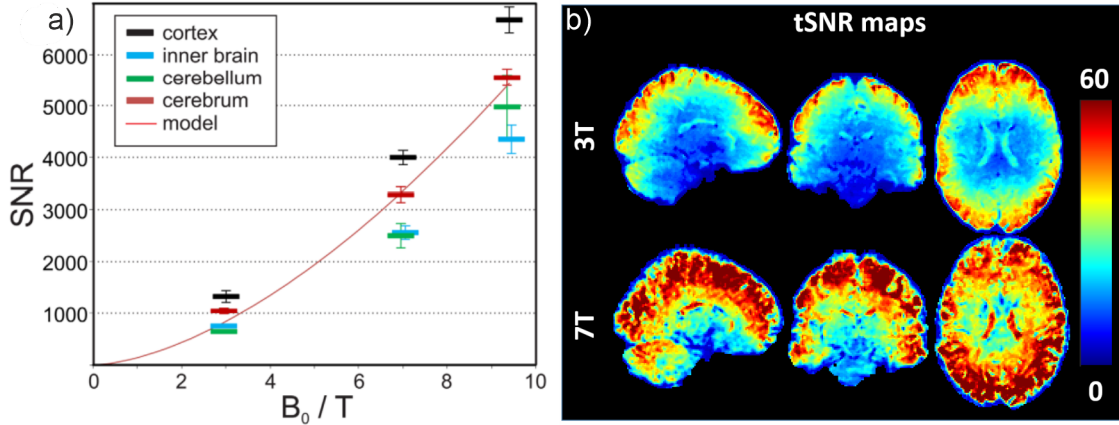 a)
cortex
inner brain
cerebellum
cerebrum
model
SNR
6000
5000
4000
3000
2000
1000
0 2 4 6 8 10
B₀ / T
b)
tSNR maps
3T
7T
60
0